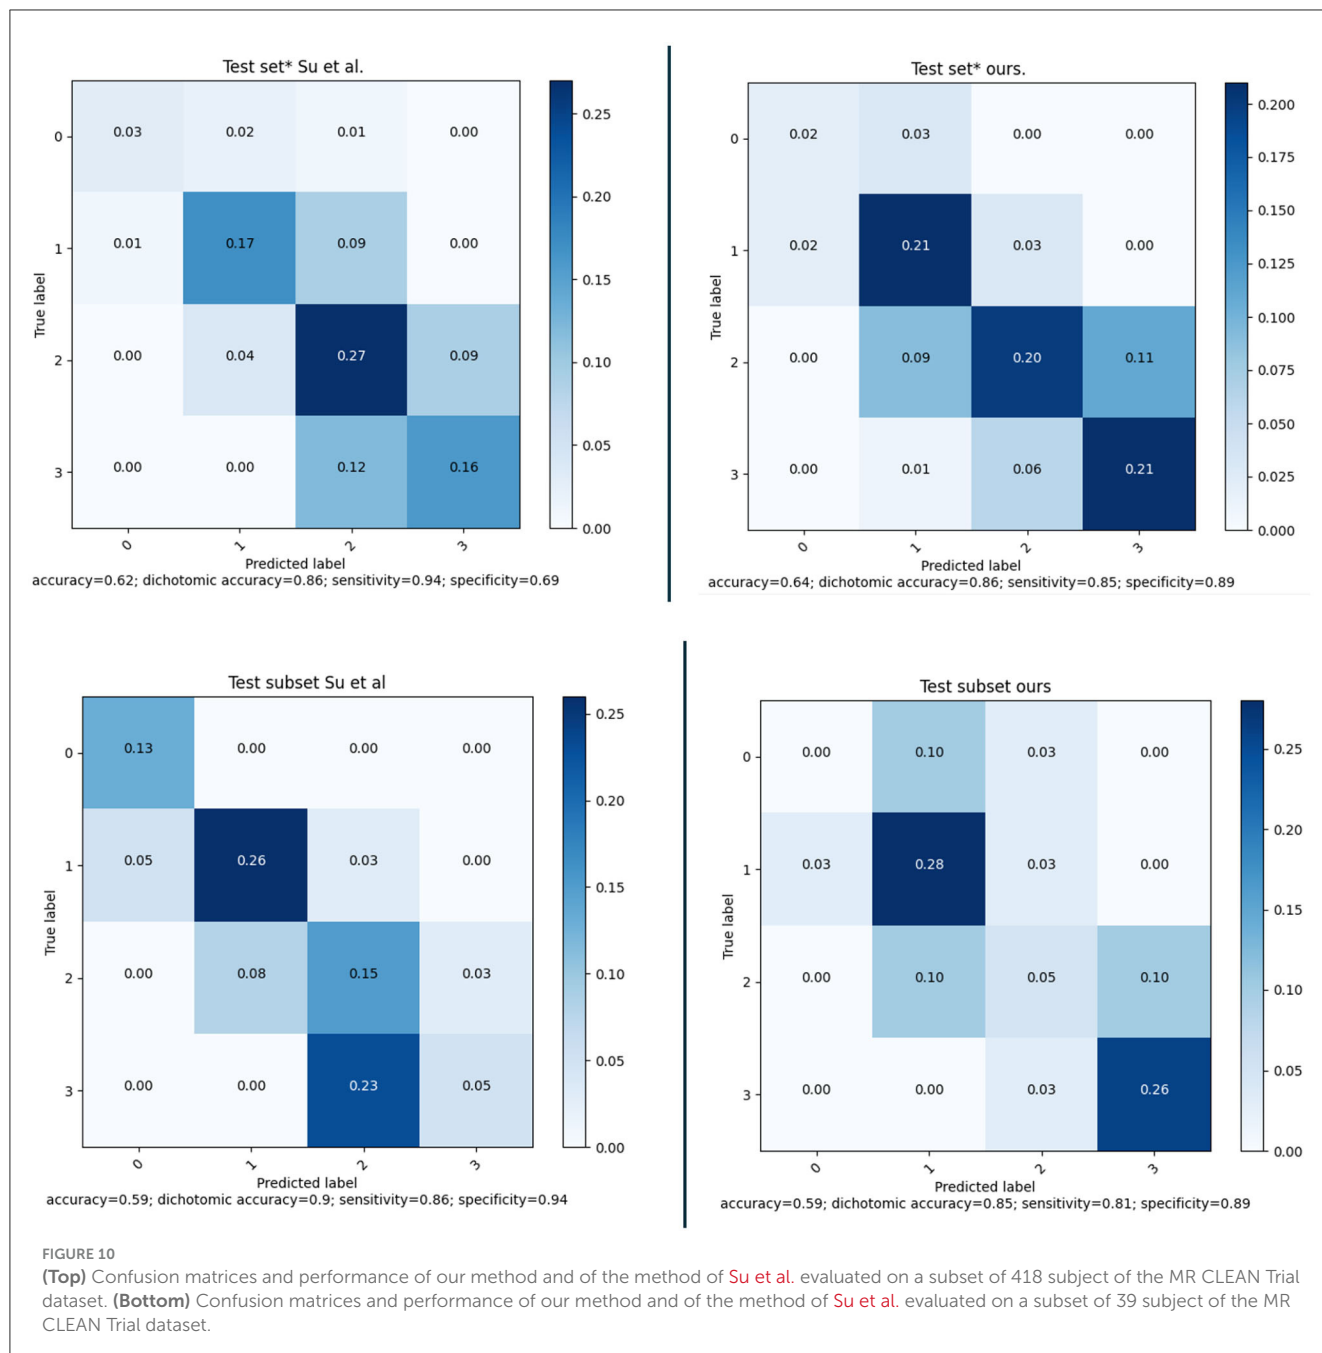 Test set* Su et al.
0
0.03 0.02 0.01 0.00
1
0.01 0.17 0.09 0.00
2
0.00 0.04 0.27 0.09
3
0.00 0.00 0.12 0.16
True label
0 1 2 3
Predicted label
0.25
0.20
0.15
0.10
0.05
0.00
accuracy=0.62; dichotomic accuracy=0.86; sensitivity=0.94; specificity=0.69
Test set* ours.
0
0.02 0.03 0.00 0.00
1
0.02 0.21 0.03 0.00
2
0.00 0.09 0.20 0.11
3
0.00 0.01 0.06 0.21
True label
0 1 2 3
Predicted label
0.200
0.175
0.150
0.125
0.100
0.075
0.050
0.025
0.000
accuracy=0.64; dichotomic accuracy=0.86; sensitivity=0.85; specificity=0.89
Test subset Su et al
0
0.13 0.00 0.00 0.00
1
0.05 0.26 0.03 0.00
2
0.00 0.08 0.15 0.03
3
0.00 0.00 0.23 0.05
True label
0 1 2 3
Predicted label
0.25
0.20
0.15
0.10
0.05
0.00
accuracy=0.59; dichotomic accuracy=0.9; sensitivity=0.86; specificity=0.94
Test subset ours
0
0.00 0.10 0.03 0.00
1
0.03 0.28 0.03 0.00
2
0.00 0.10 0.05 0.10
3
0.00 0.00 0.03 0.26
True label
0 1 2 3
Predicted label
0.25
0.20
0.15
0.10
0.05
0.00
accuracy=0.59; dichotomic accuracy=0.85; sensitivity=0.81; specificity=0.89
FIGURE 10
(Top) Confusion matrices and performance of our method and of the method of Su et al. evaluated on a subset of 418 subject of the MR CLEAN Trial
dataset. (Bottom) Confusion matrices and performance of our method and of the method of Su et al. evaluated on a subset of 39 subject of the MR
CLEAN Trial dataset.